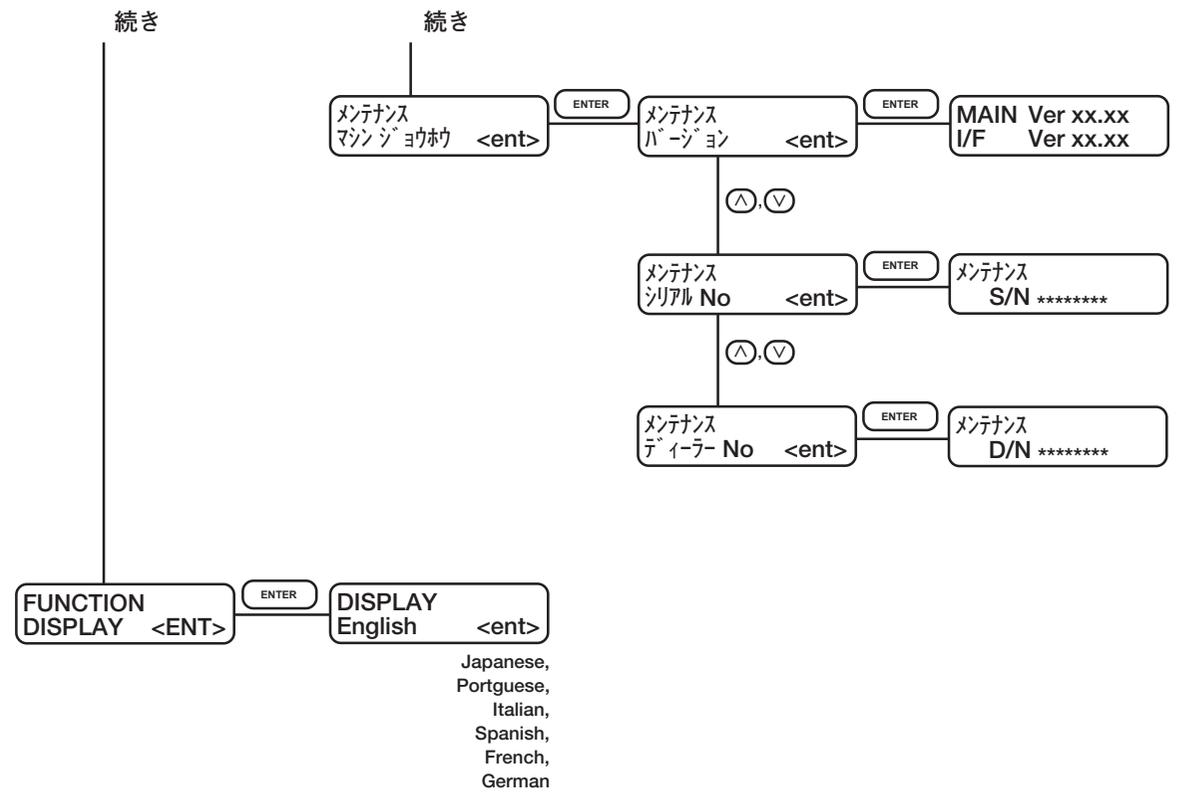 続き
続き
メンテナンス
マシン ジョウホウ <ent>
ENTER
メンテナンス
バージョン <ent>
ENTER
MAIN Ver xx.xx
I/F Ver xx.xx
∧,∨
メンテナンス
シリアル No <ent>
ENTER
メンテナンス
S/N ********
∧,∨
メンテナンス
ディーラー No <ent>
ENTER
メンテナンス
D/N ********
FUNCTION
DISPLAY <ENT>
ENTER
DISPLAY
English <ent>
Japanese,
Portguese,
Italian,
Spanish,
French,
German